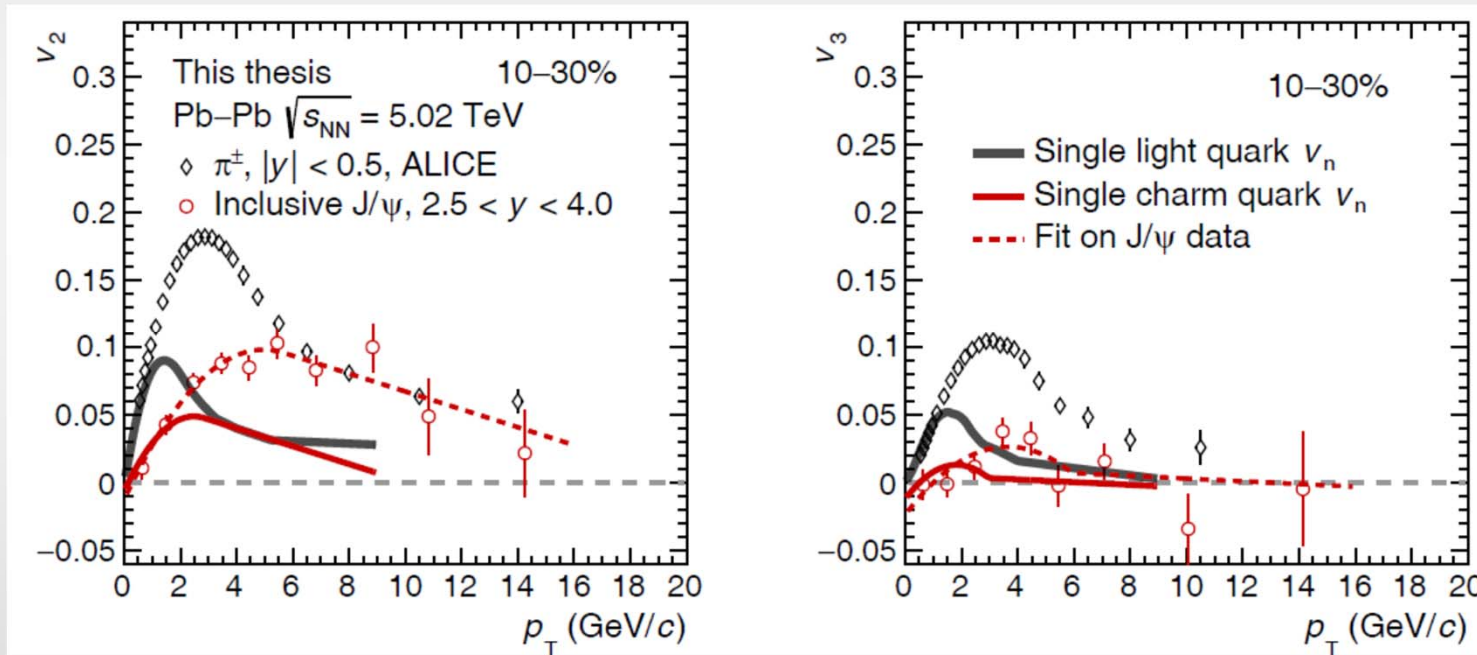 v₂
0.3
0.25
0.2
0.15
0.1
0.05
0
−0.05
This thesis 10–30%
Pb–Pb √sNN = 5.02 TeV
π±, |y| < 0.5, ALICE
Inclusive J/ψ, 2.5 < y < 4.0
0 2 4 6 8 10 12 14 16 18 20
pT (GeV/c)
v₃
0.3
0.25
0.2
0.15
0.1
0.05
0
−0.05
10–30%
Single light quark vn
Single charm quark vn
Fit on J/ψ data
0 2 4 6 8 10 12 14 16 18 20
pT (GeV/c)